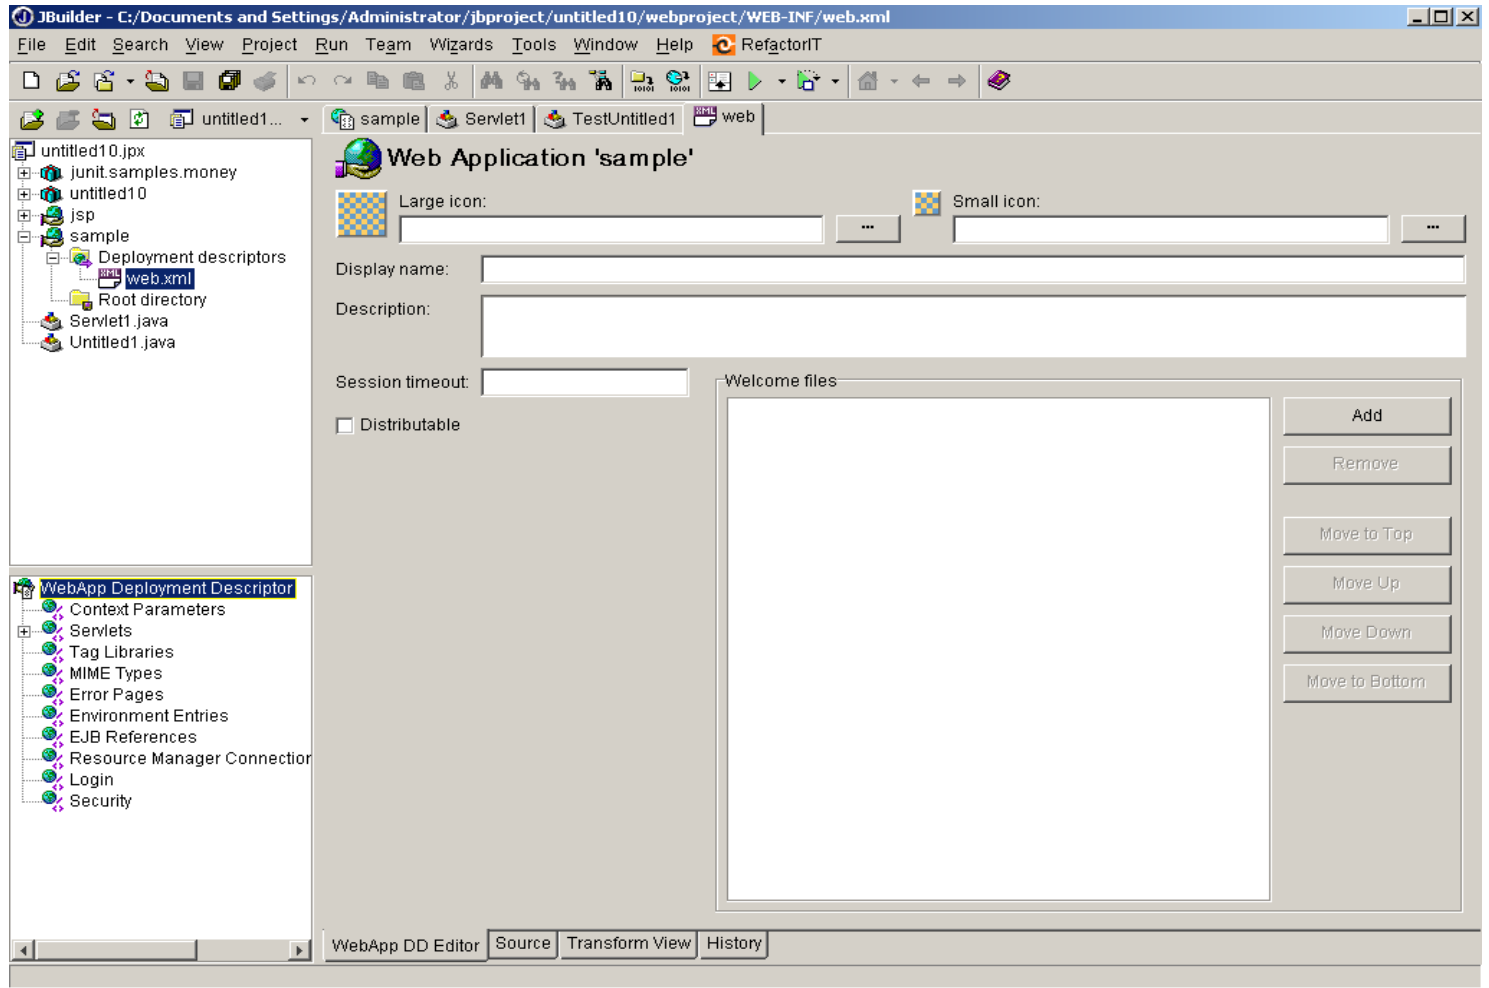 JBuilder - C:/Documents and Settings/Administrator/jbproject/untitled10/webproject/WEB-INF/web.xml
File Edit Search View Project Run Team Wizards Tools Window Help RefactorIT
untitled1... sample Servlet1 TestUntitled1 web
untitled10.jpx
junit.samples.money
untitled10
jsp
sample
Deployment descriptors
web.xml
Root directory
Servlet1.java
Untitled1.java
WebApp Deployment Descriptor
Context Parameters
Servlets
Tag Libraries
MIME Types
Error Pages
Environment Entries
EJB References
Resource Manager Connection
Login
Security
Web Application 'sample'
Large icon:
...
Small icon:
...
Display name:
Description:
Session timeout:
Distributable
Welcome files
Add
Remove
Move to Top
Move Up
Move Down
Move to Bottom
WebApp DD Editor Source Transform View History